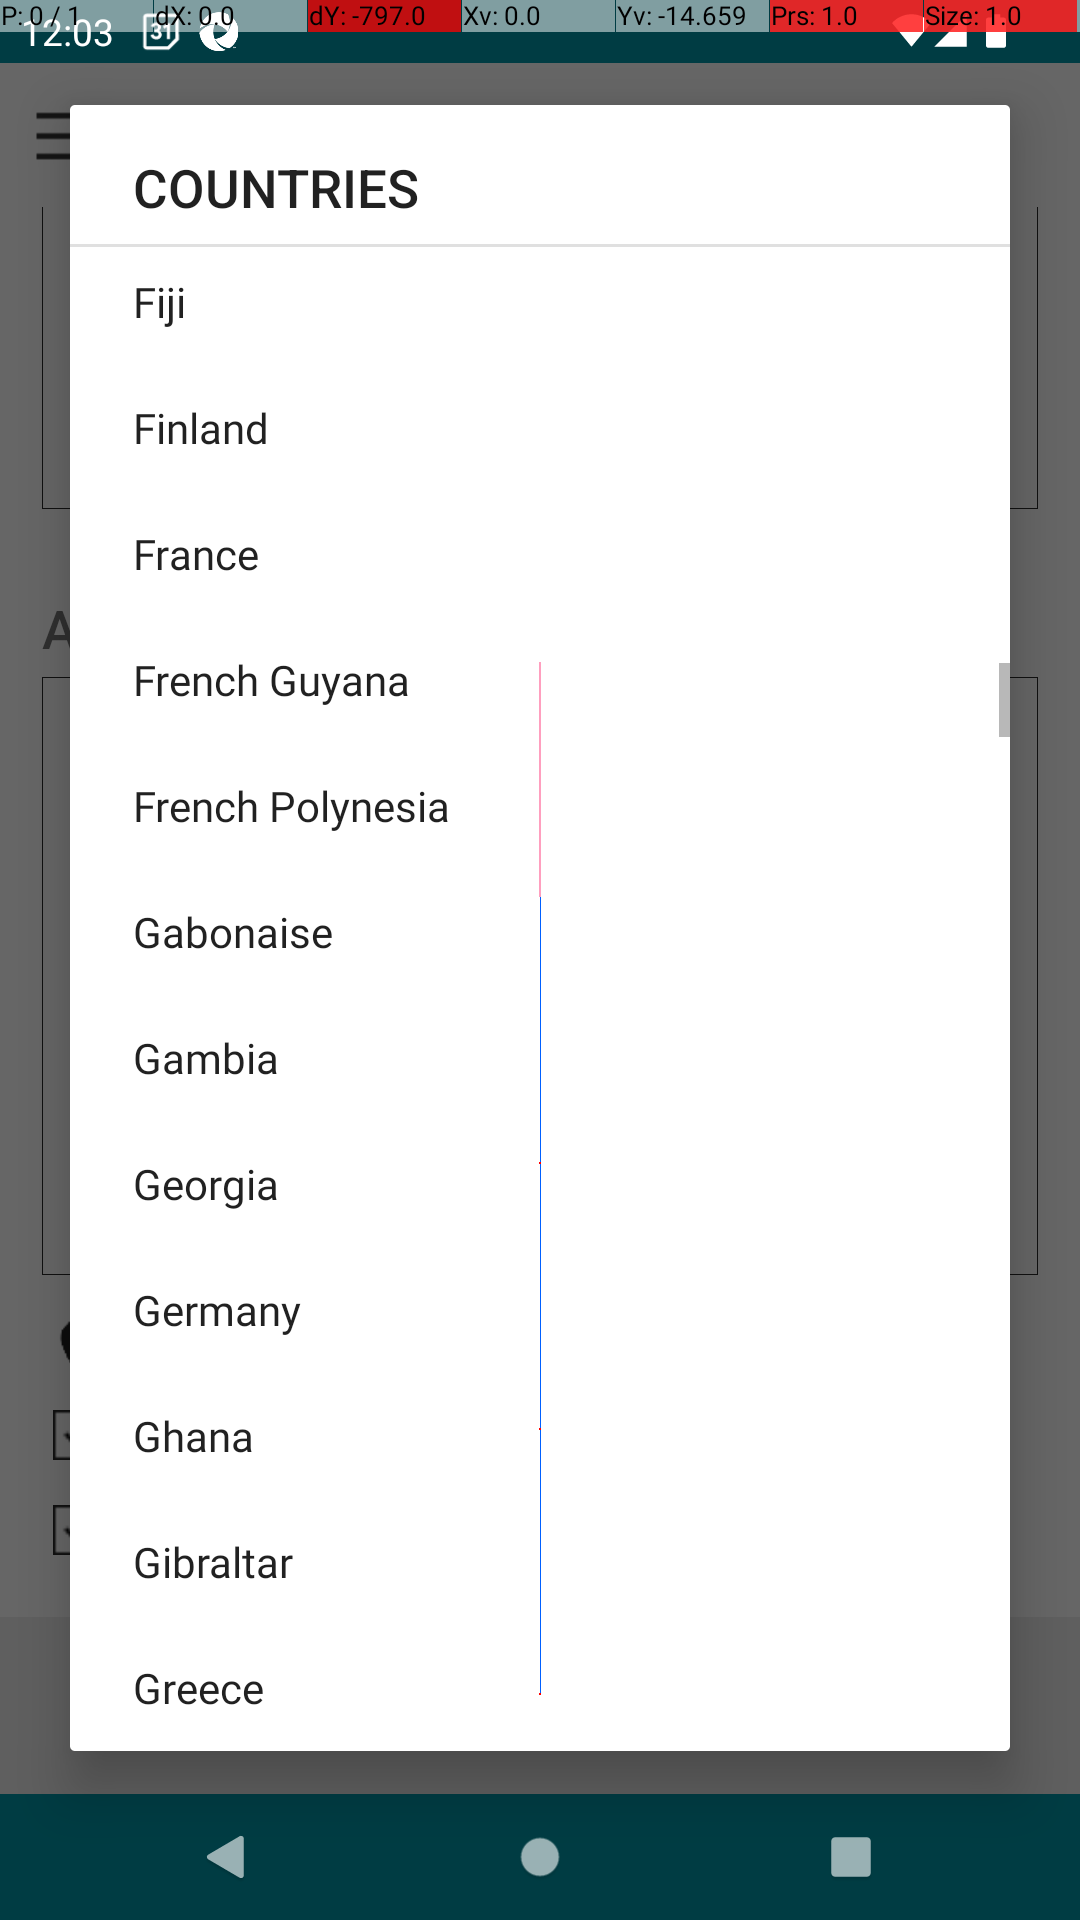 P: 0 / 1 dX: 0.0 dY: -797.0 Xv: 0.0 Yv: -14.659 Prs: 1.0 Size: 1.0
12:03 31
COUNTRIES
Fiji
Finland
France
A
French Guyana
French Polynesia
Gabonaise
Gambia
Georgia
Germany
Ghana
Gibraltar
Greece